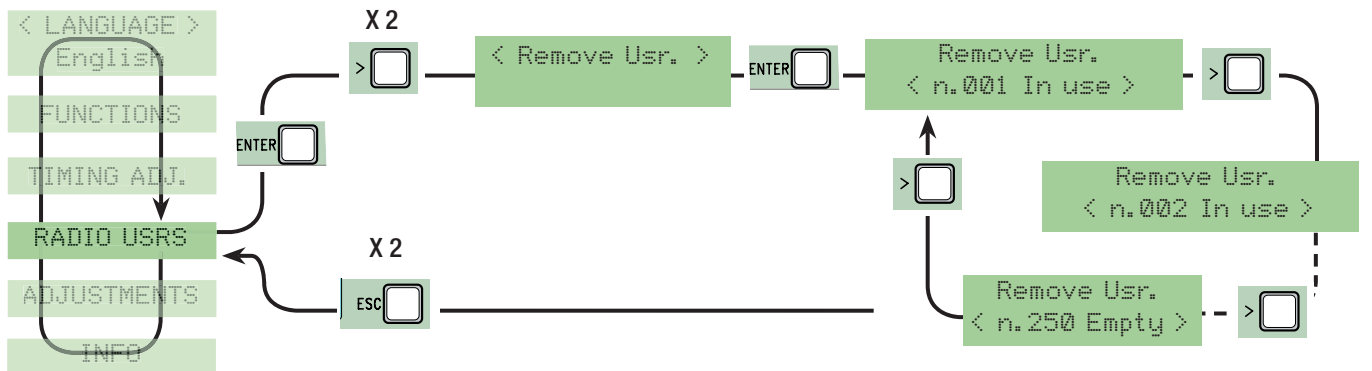 < LANGUAGE >
English
FUNCTIONS
TIMING ADJ.
RADIO USRS
ADJUSTMENTS
INFO
ENTER
X 2
>
< Remove Usr. >
ENTER
Remove Usr.
< n.001 In use >
>
Remove Usr.
< n.002 In use >
>
Remove Usr.
< n.250 Empty >
>
X 2
ESC